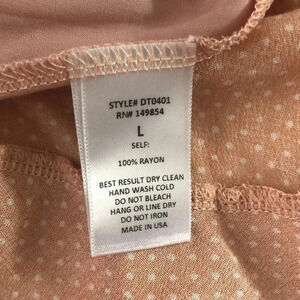 STYLE# DT0401
RN# 149854
L
SELF:
100% RAYON
BEST RESULT DRY CLEAN
HAND WASH COLD
DO NOT BLEACH
HANG OR LINE DRY
DO NOT IRON
MADE IN USA